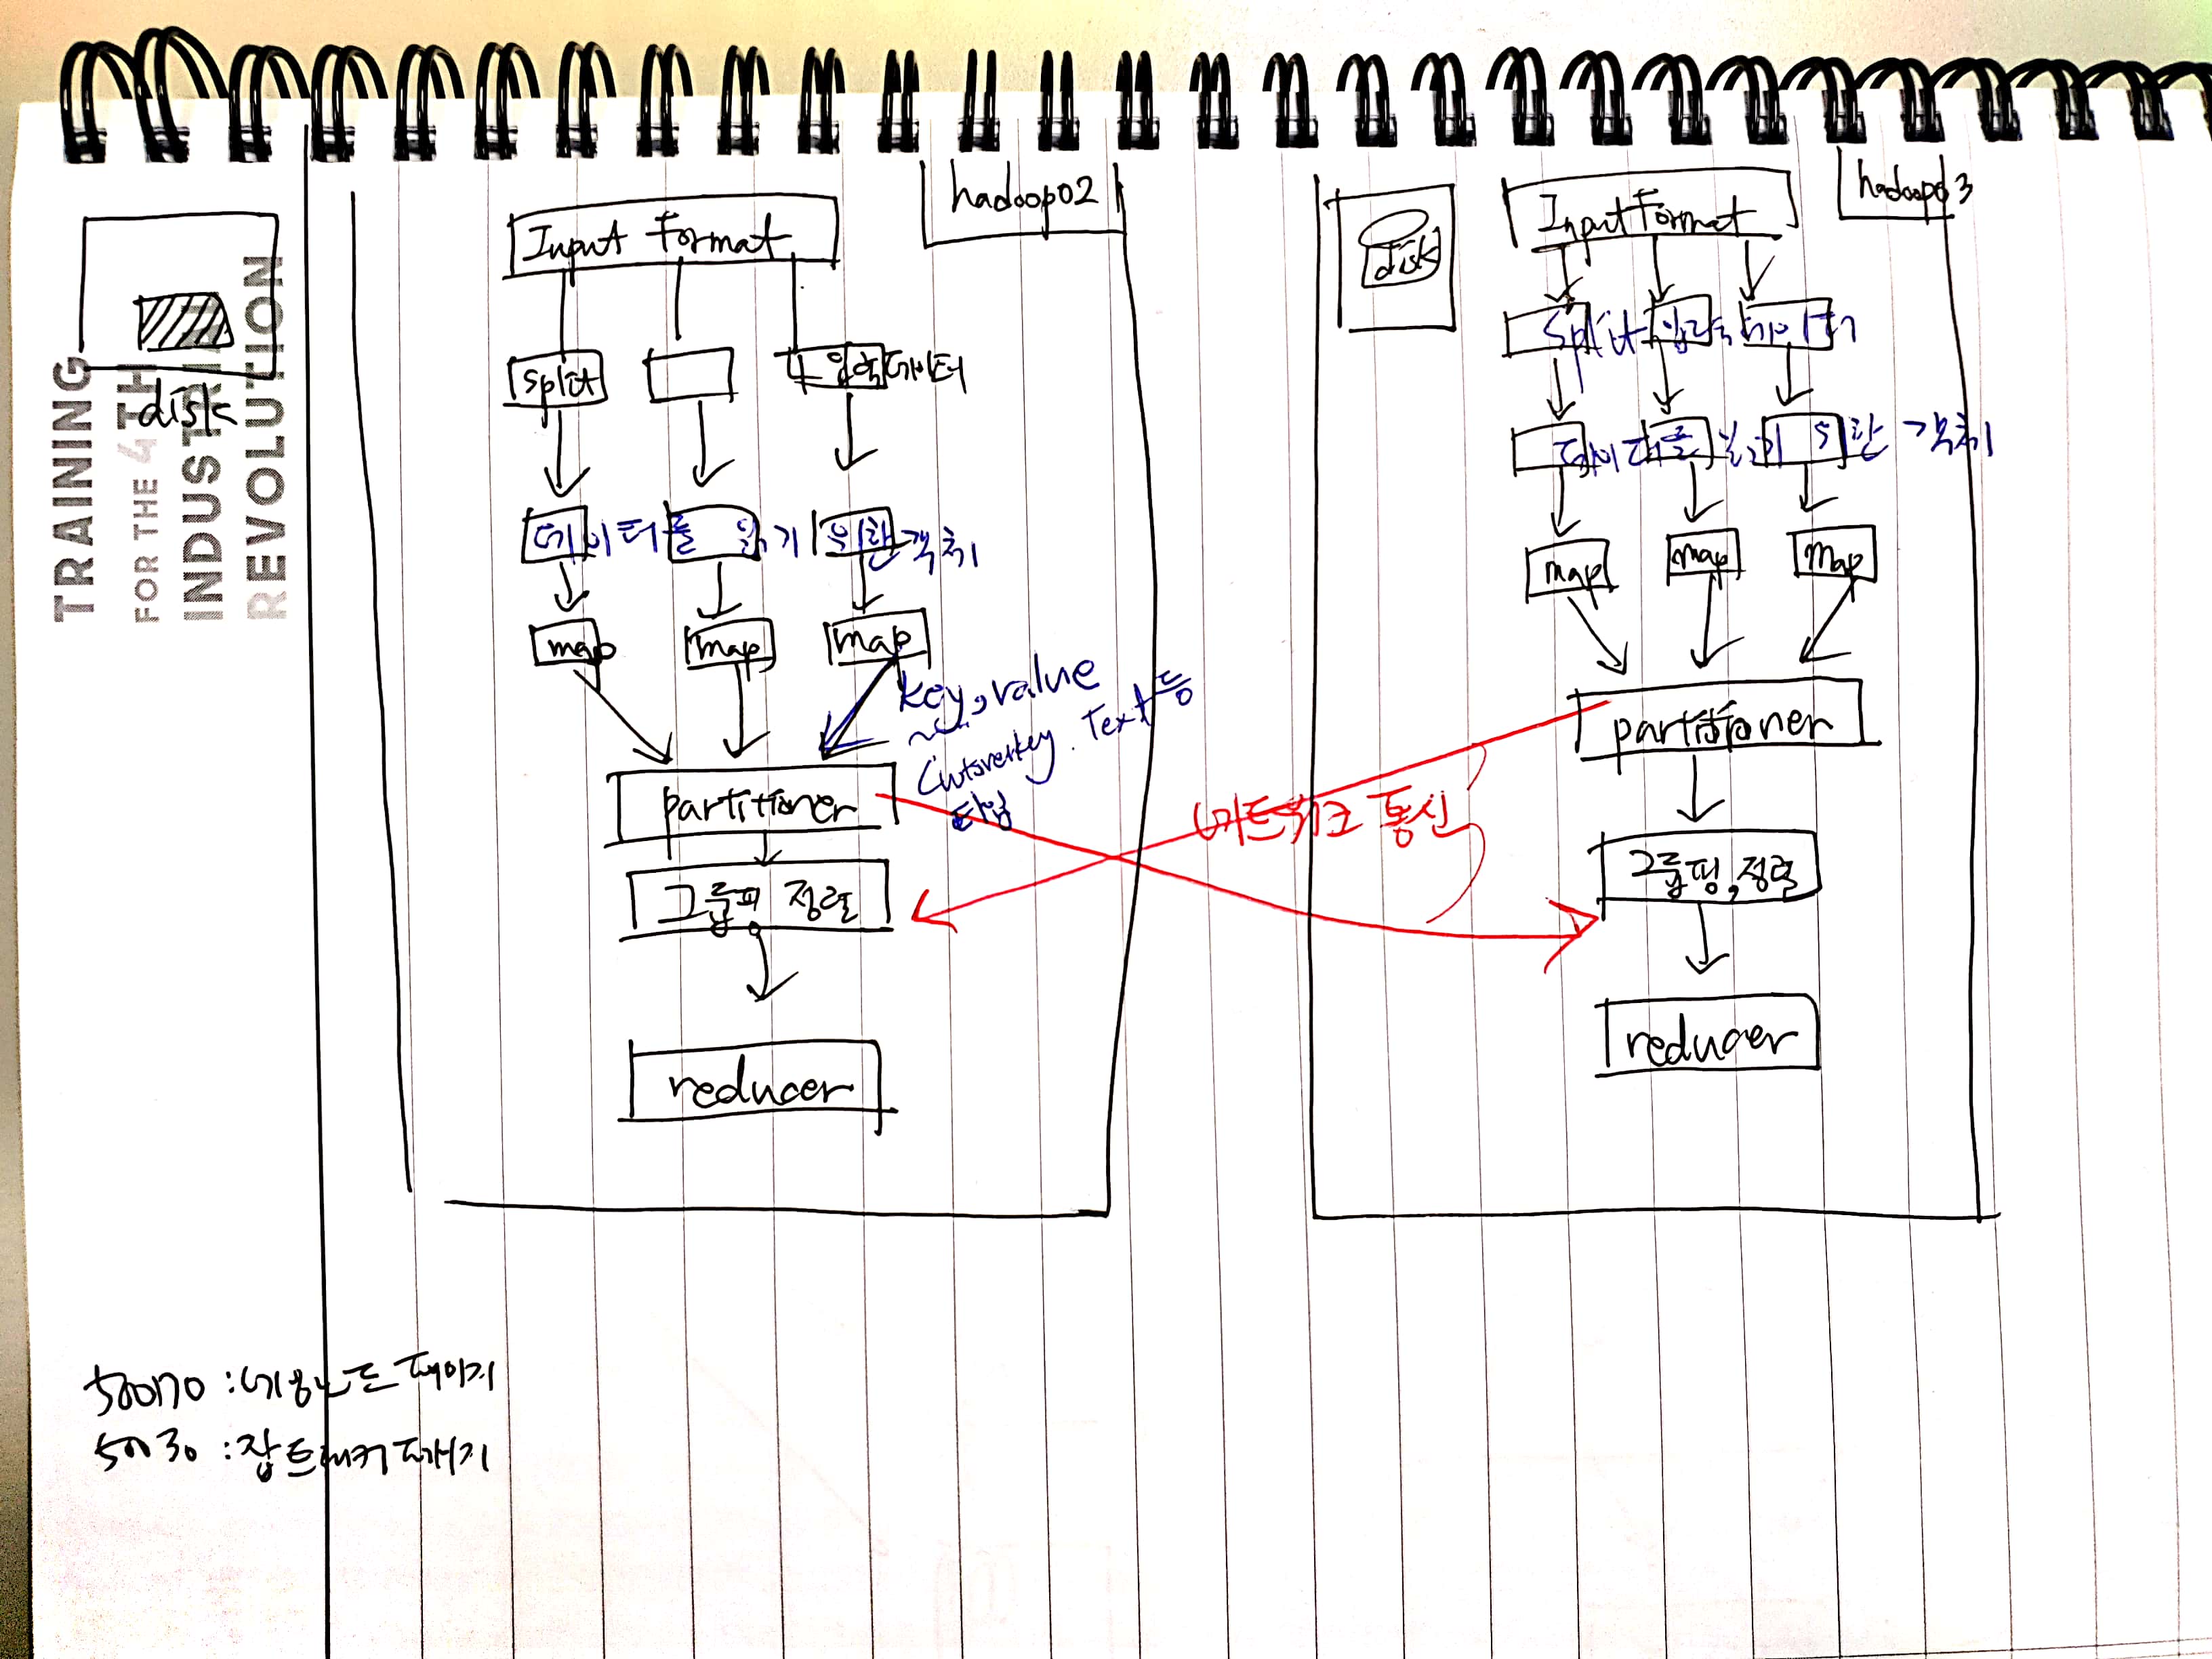 TRAINING
FOR THE 4TH
INDUSTRIAL
REVOLUTION
disk
hadoop02
Input Format
split
입력 데이터
데이터를 읽기 위한 객체
map
map
map
key, value
Text 등
타입
partitioner
그룹핑 정렬
reducer
네트워크 통신
hadoop03
disk
Input Format
split 입력 데이터
데이터를 읽기 위한 객체
map
map
map
partitioner
그룹핑, 정렬
reducer
50070 : 네임노드 페이지
50030 : 잡트래커 페이지